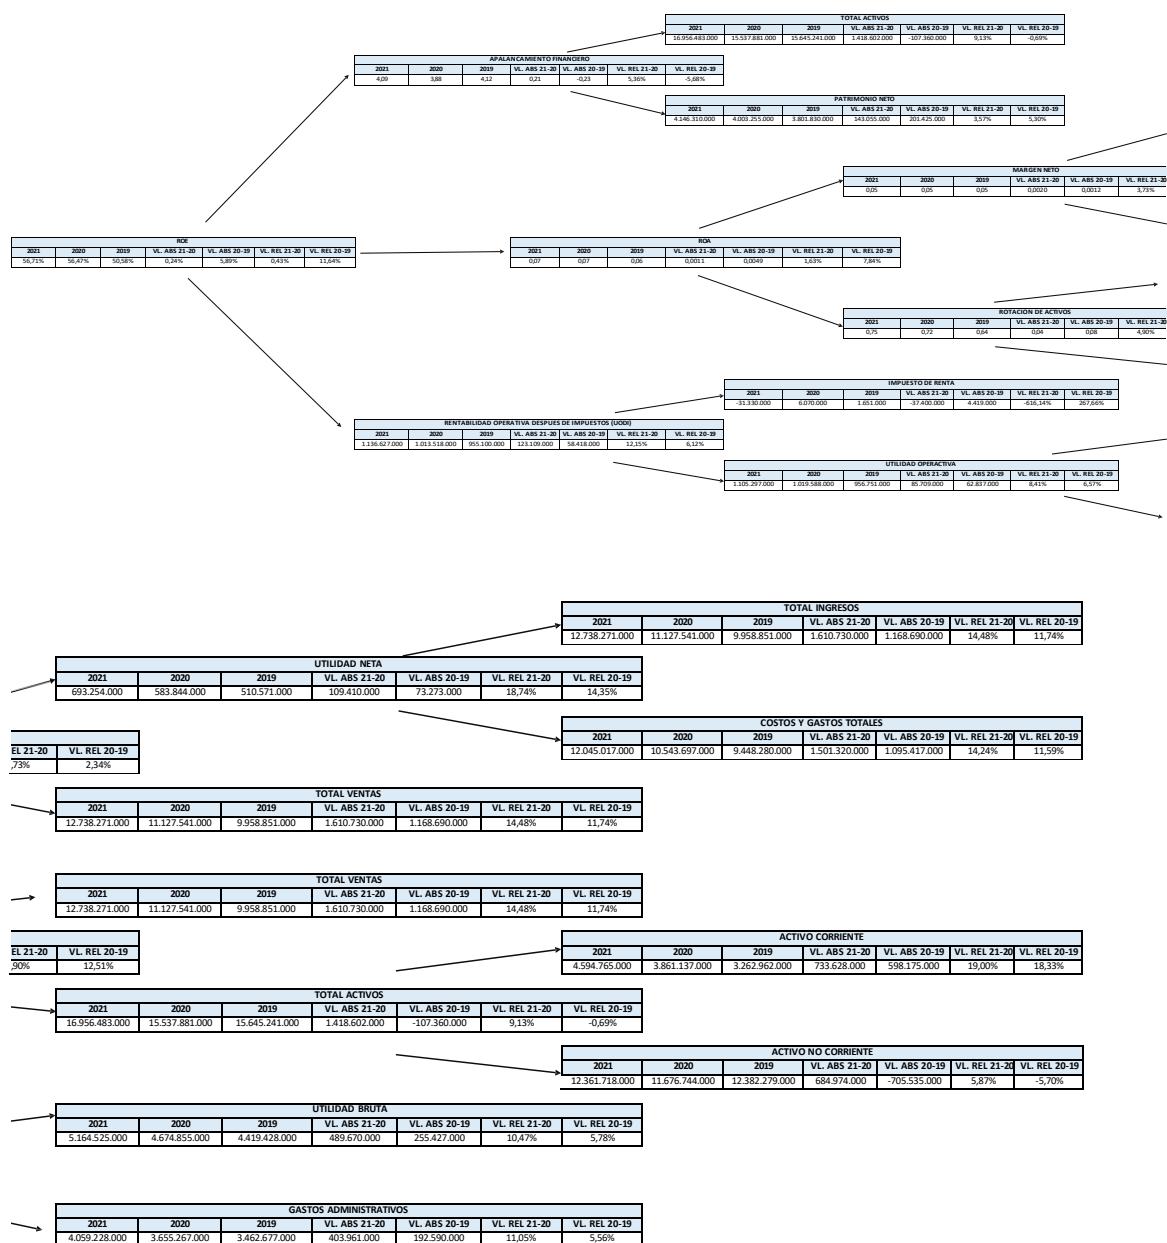 TOTAL ACTIVOS
2021 2020 2019 VL. ABS 21-20 VL. ABS 20-19 VL. REL 21-20 VL. REL 20-19
16.956.483.000 15.537.881.000 15.645.241.000 1.418.602.000 -107.360.000 9,13% -0,69%
APALANCAMIENTO FINANCIERO
2021 2020 2019 VL. ABS 21-20 VL. ABS 20-19 VL. REL 21-20 VL. REL 20-19
4,09 3,88 4,12 0,21 -0,23 5,36% -5,68%
PATRIMONIO NETO
2021 2020 2019 VL. ABS 21-20 VL. ABS 20-19 VL. REL 21-20 VL. REL 20-19
4.146.310.000 4.003.255.000 3.801.830.000 143.055.000 201.425.000 3,57% 5,30%
MARGEN NETO
2021 2020 2019 VL. ABS 21-20 VL. ABS 20-19 VL. REL 21-20
0,05 0,05 0,05 0,0020 0,0012 3,73%
ROE
2021 2020 2019 VL. ABS 21-20 VL. ABS 20-19 VL. REL 21-20 VL. REL 20-19
56,71% 56,47% 50,58% 0,24% 5,89% 0,43% 11,64%
ROA
2021 2020 2019 VL. ABS 21-20 VL. ABS 20-19 VL. REL 21-20 VL. REL 20-19
0,07 0,07 0,06 0,0011 0,0049 1,63% 7,84%
ROTACION DE ACTIVOS
2021 2020 2019 VL. ABS 21-20 VL. ABS 20-19 VL. REL 21-20
0,75 0,72 0,64 0,04 0,08 4,90%
IMPUESTO DE RENTA
2021 2020 2019 VL. ABS 21-20 VL. ABS 20-19 VL. REL 21-20 VL. REL 20-19
-31.330.000 6.070.000 1.651.000 -37.400.000 4.419.000 -616,14% 267,66%
RENTABILIDAD OPERATIVA DESPUES DE IMPUESTOS (UODI)
2021 2020 2019 VL. ABS 21-20 VL. ABS 20-19 VL. REL 21-20 VL. REL 20-19
1.136.627.000 1.013.518.000 955.100.000 123.109.000 58.418.000 12,15% 6,12%
UTILIDAD OPERACTIVA
2021 2020 2019 VL. ABS 21-20 VL. ABS 20-19 VL. REL 21-20 VL. REL 20-19
1.105.297.000 1.019.588.000 956.751.000 85.709.000 62.837.000 8,41% 6,57%
TOTAL INGRESOS
2021 2020 2019 VL. ABS 21-20 VL. ABS 20-19 VL. REL 21-20 VL. REL 20-19
12.738.271.000 11.127.541.000 9.958.851.000 1.610.730.000 1.168.690.000 14,48% 11,74%
UTILIDAD NETA
2021 2020 2019 VL. ABS 21-20 VL. ABS 20-19 VL. REL 21-20 VL. REL 20-19
693.254.000 583.844.000 510.571.000 109.410.000 73.273.000 18,74% 14,35%
COSTOS Y GASTOS TOTALES
2021 2020 2019 VL. ABS 21-20 VL. ABS 20-19 VL. REL 21-20 VL. REL 20-19
12.045.017.000 10.543.697.000 9.448.280.000 1.501.320.000 1.095.417.000 14,24% 11,59%
EL 21-20 VL. REL 20-19
,73% 2,34%
TOTAL VENTAS
2021 2020 2019 VL. ABS 21-20 VL. ABS 20-19 VL. REL 21-20 VL. REL 20-19
12.738.271.000 11.127.541.000 9.958.851.000 1.610.730.000 1.168.690.000 14,48% 11,74%
TOTAL VENTAS
2021 2020 2019 VL. ABS 21-20 VL. ABS 20-19 VL. REL 21-20 VL. REL 20-19
12.738.271.000 11.127.541.000 9.958.851.000 1.610.730.000 1.168.690.000 14,48% 11,74%
EL 21-20 VL. REL 20-19
,90% 12,51%
ACTIVO CORRIENTE
2021 2020 2019 VL. ABS 21-20 VL. ABS 20-19 VL. REL 21-20 VL. REL 20-19
4.594.765.000 3.861.137.000 3.262.962.000 733.628.000 598.175.000 19,00% 18,33%
TOTAL ACTIVOS
2021 2020 2019 VL. ABS 21-20 VL. ABS 20-19 VL. REL 21-20 VL. REL 20-19
16.956.483.000 15.537.881.000 15.645.241.000 1.418.602.000 -107.360.000 9,13% -0,69%
ACTIVO NO CORRIENTE
2021 2020 2019 VL. ABS 21-20 VL. ABS 20-19 VL. REL 21-20 VL. REL 20-19
12.361.718.000 11.676.744.000 12.382.279.000 684.974.000 -705.535.000 5,87% -5,70%
UTILIDAD BRUTA
2021 2020 2019 VL. ABS 21-20 VL. ABS 20-19 VL. REL 21-20 VL. REL 20-19
5.164.525.000 4.674.855.000 4.419.428.000 489.670.000 255.427.000 10,47% 5,78%
GASTOS ADMINISTRATIVOS
2021 2020 2019 VL. ABS 21-20 VL. ABS 20-19 VL. REL 21-20 VL. REL 20-19
4.059.228.000 3.655.267.000 3.462.677.000 403.961.000 192.590.000 11,05% 5,56%